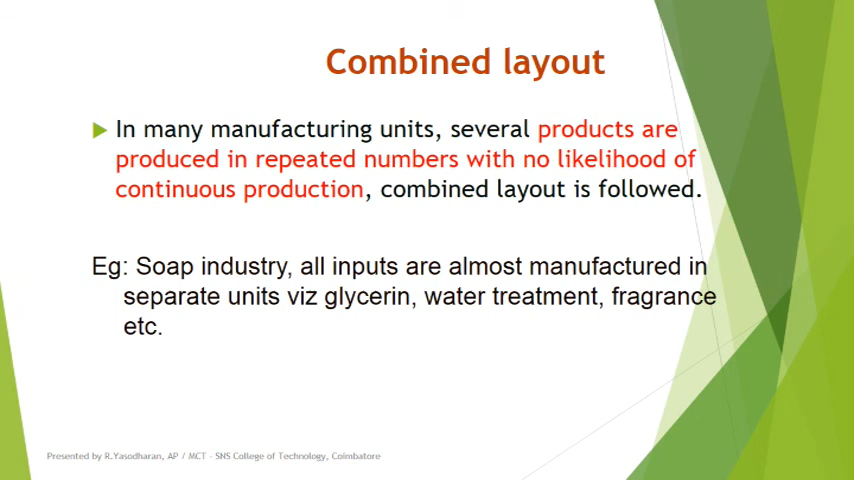 Combined layout
In many manufacturing units, several products are
produced in repeated numbers with no likelihood of
continuous production, combined layout is followed.
Eg: Soap industry, all inputs are almost manufactured in
separate units viz glycerin, water treatment, fragrance
etc.
Presented by R.Yasodharan, AP / MCT - SNS College of Technology, Coimbatore